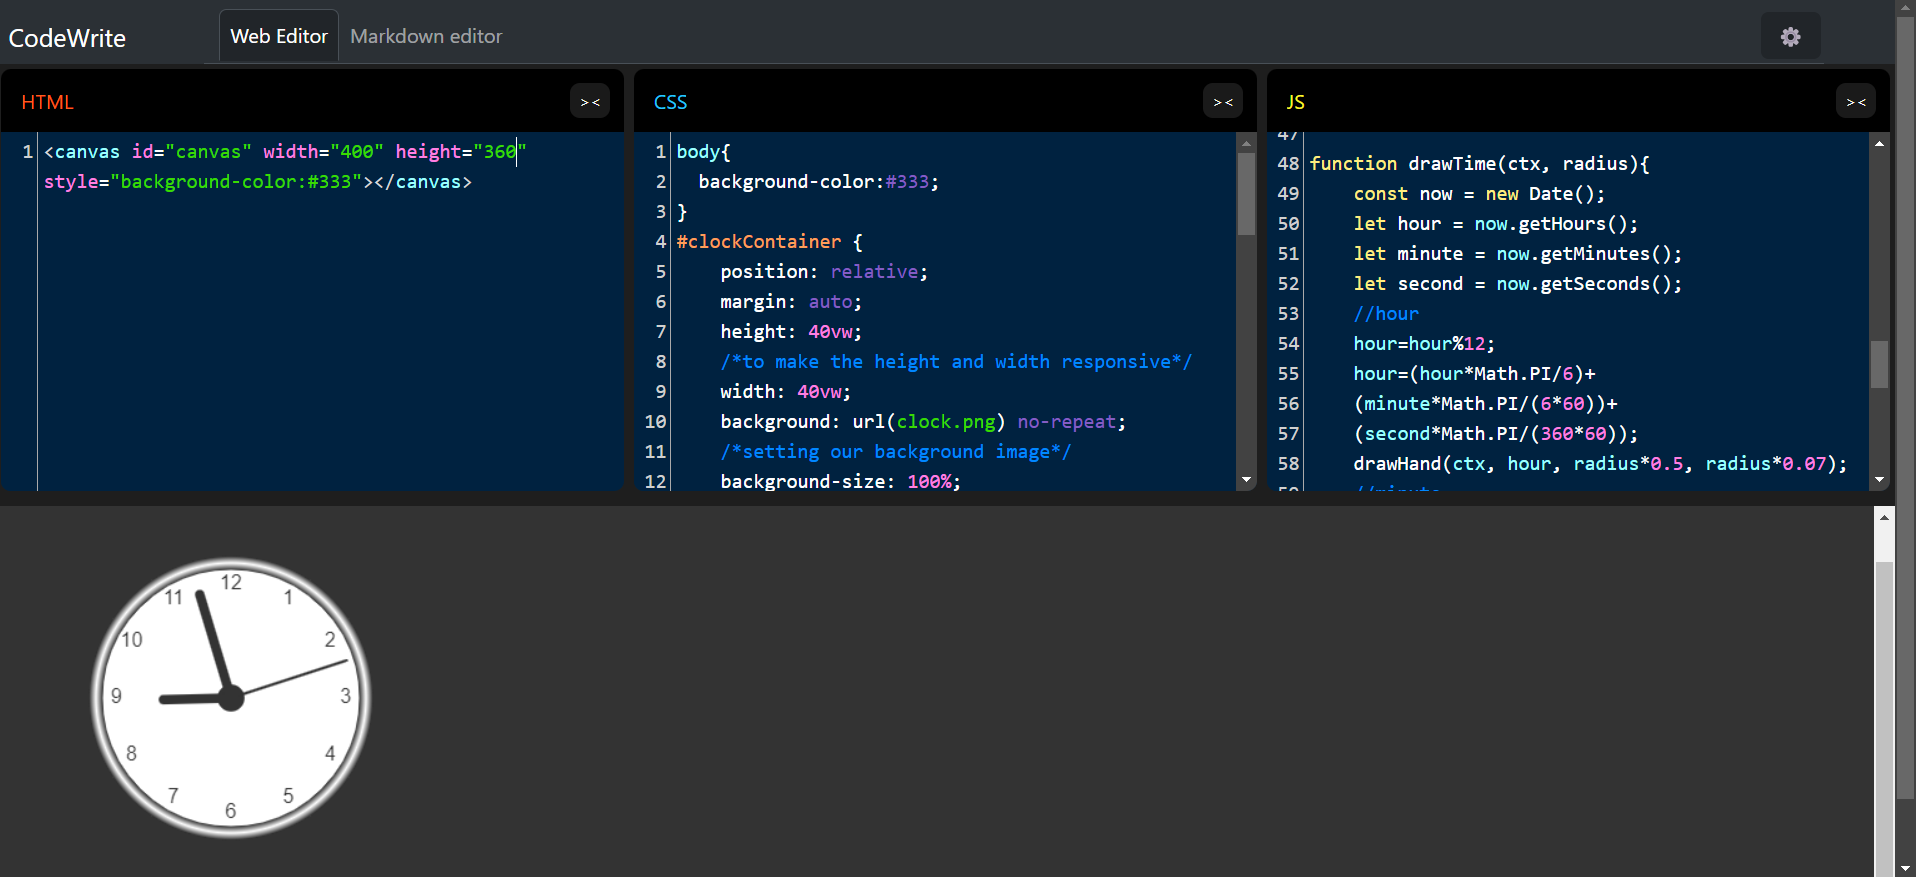 CodeWrite
Web Editor
Markdown editor
HTML
> <
1
<canvas id="canvas" width="400" height="360"
style="background-color:#333"></canvas>
CSS
> <
1 body{
2 background-color:#333;
3 }
4 #clockContainer {
5 position: relative;
6 margin: auto;
7 height: 40vw;
8 /*to make the height and width responsive*/
9 width: 40vw;
10 background: url(clock.png) no-repeat;
11 /*setting our background image*/
12 background-size: 100%;
JS
> <
47
48 function drawTime(ctx, radius){
49 const now = new Date();
50 let hour = now.getHours();
51 let minute = now.getMinutes();
52 let second = now.getSeconds();
53 //hour
54 hour=hour%12;
55 hour=(hour*Math.PI/6)+
56 (minute*Math.PI/(6*60))+
57 (second*Math.PI/(360*60));
58 drawHand(ctx, hour, radius*0.5, radius*0.07);
59 //minute
12
1
2
3
4
5
6
7
8
9
10
11